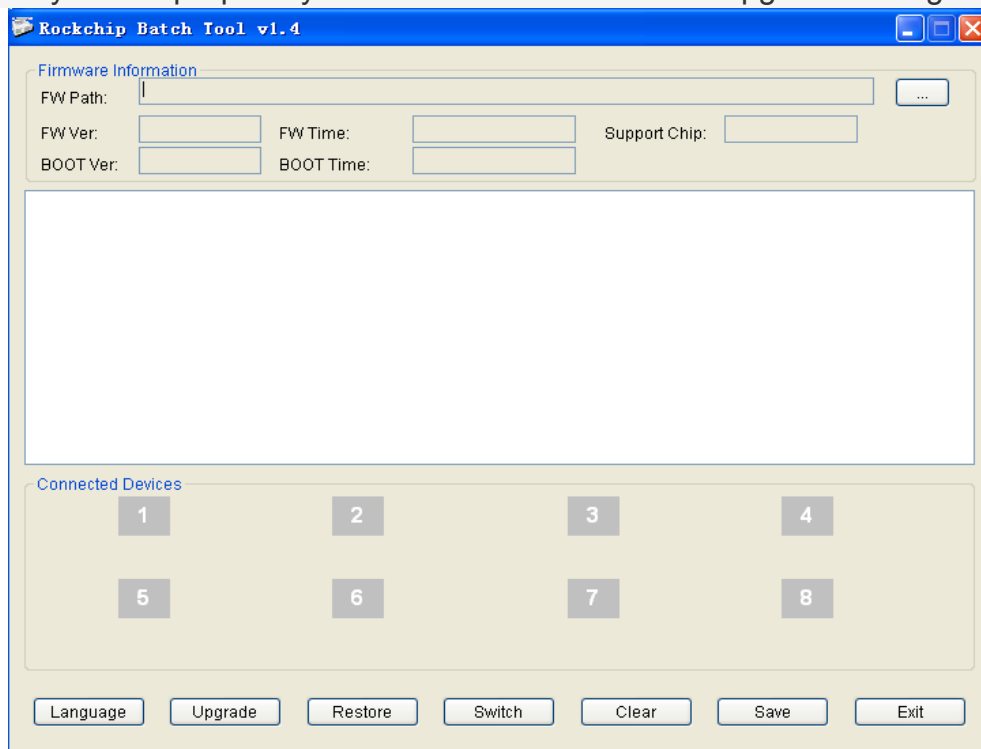 Rockchip Batch Tool v1.4
Firmware Information
FW Path:
...
FW Ver:
FW Time:
Support Chip:
BOOT Ver:
BOOT Time:
Connected Devices
1 2 3 4
5 6 7 8
Language Upgrade Restore Switch Clear Save Exit